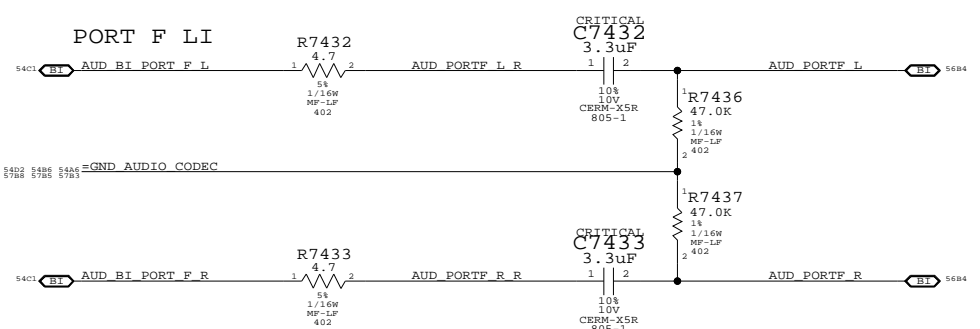 PORT F LI
54C1 BI AUD_BI_PORT_F_L
R7432
4.7
1 2
5%
1/16W
MF-LF
402
AUD_PORTF_L_R
CRITICAL
C7432
3.3uF
1 2
10%
10V
CERM-X5R
805-1
AUD_PORTF_L
BI 56B4
1
R7436
47.0K
1%
1/16W
MF-LF
402
2
54D2 54B6 54A6
57B8 57B5 57B3
=GND_AUDIO_CODEC
1
R7437
47.0K
1%
1/16W
MF-LF
402
2
54C1 BI AUD_BI_PORT_F_R
R7433
4.7
1 2
5%
1/16W
MF-LF
402
AUD_PORTF_R_R
CRITICAL
C7433
3.3uF
1 2
10%
10V
CERM-X5R
805-1
AUD_PORTF_R
BI 56B4